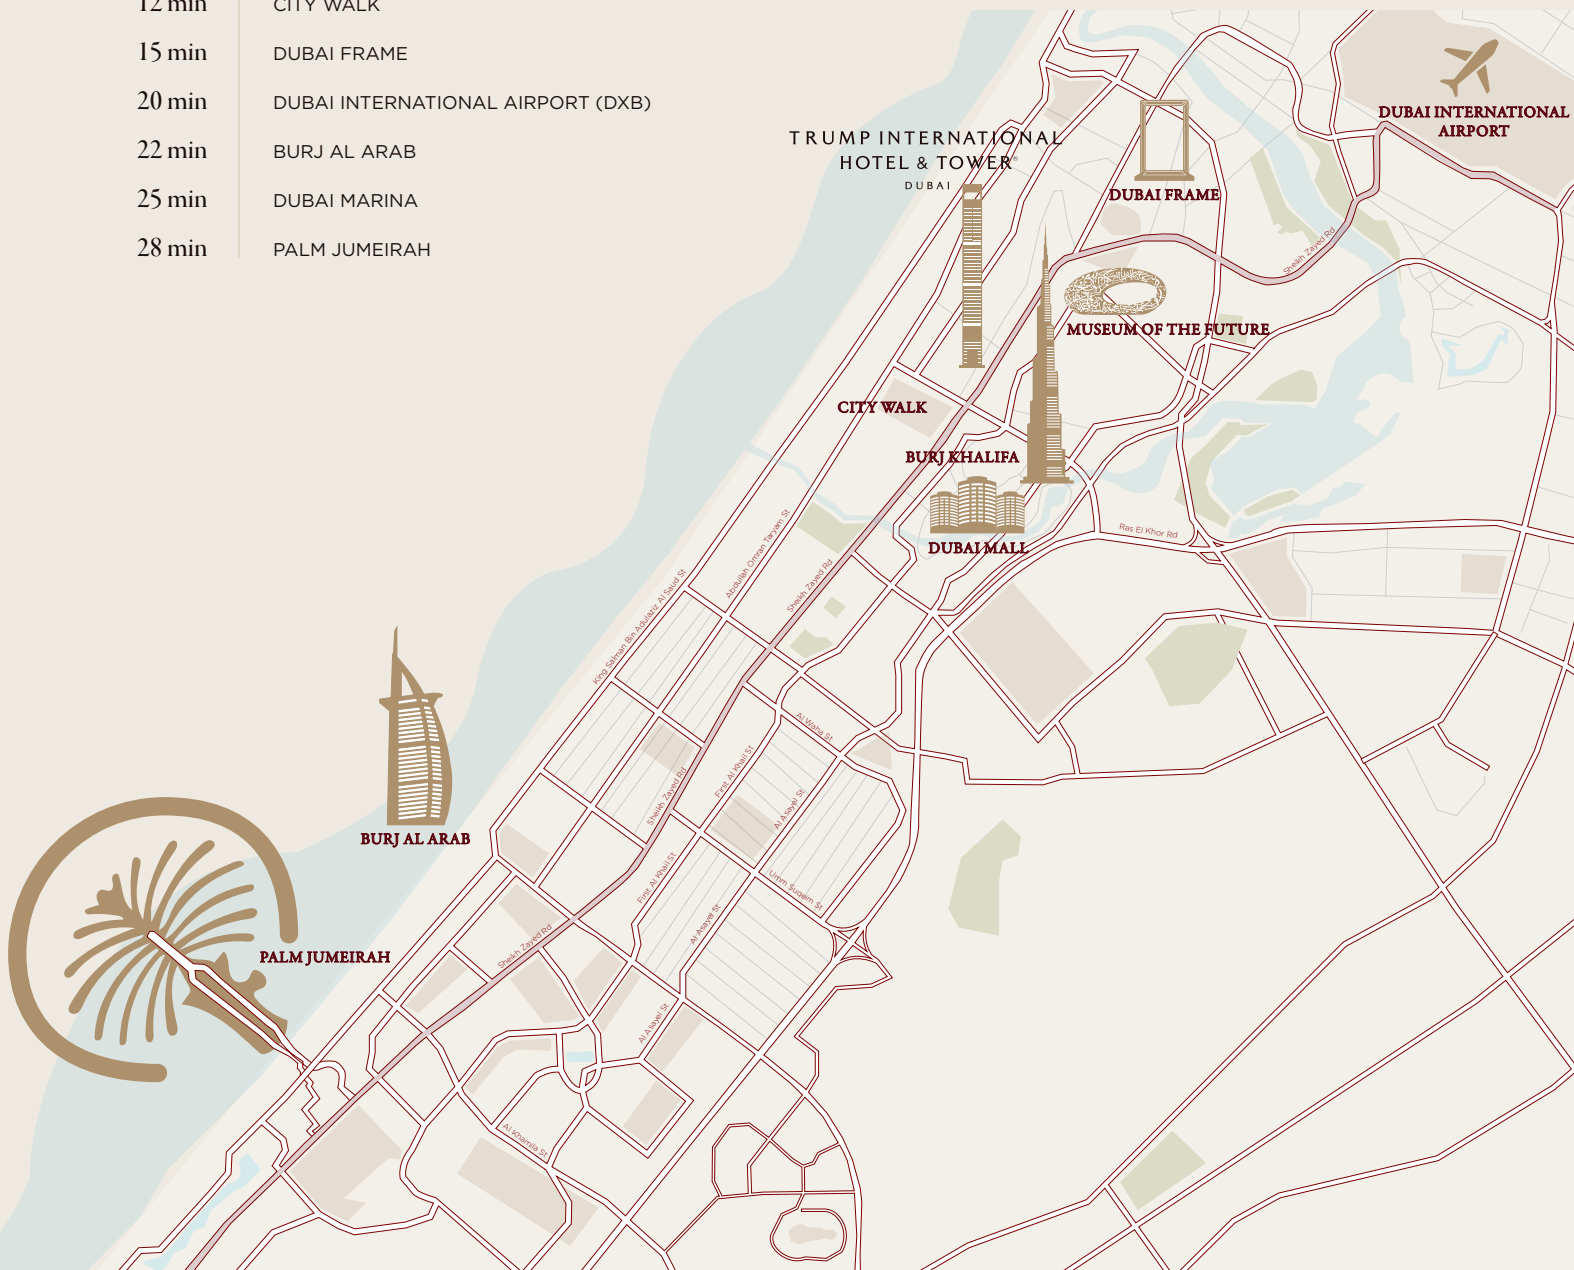 12 min CITY WALK
15 min DUBAI FRAME
20 min DUBAI INTERNATIONAL AIRPORT (DXB)
22 min BURJ AL ARAB
25 min DUBAI MARINA
28 min PALM JUMEIRAH
DUBAI INTERNATIONAL
AIRPORT
TRUMP INTERNATIONAL
HOTEL & TOWER®
DUBAI
DUBAI FRAME
Sheikh Zayed Rd
MUSEUM OF THE FUTURE
CITY WALK
BURJ KHALIFA
DUBAI MALL
Ras El Khor Rd
Abdullah Omran Taryam St
Sheikh Zayed Rd
King Salman Bin Adulaziz Al Saud St
Al Waha St
First Al Khail St
Sheikh Zayed Rd
Al Asayel St
BURJ AL ARAB
First Al Khail St
Umm Suqeim St
Al Asayel St
Sheikh Zayed Rd
PALM JUMEIRAH
Al Asayel St
Al Khamila St